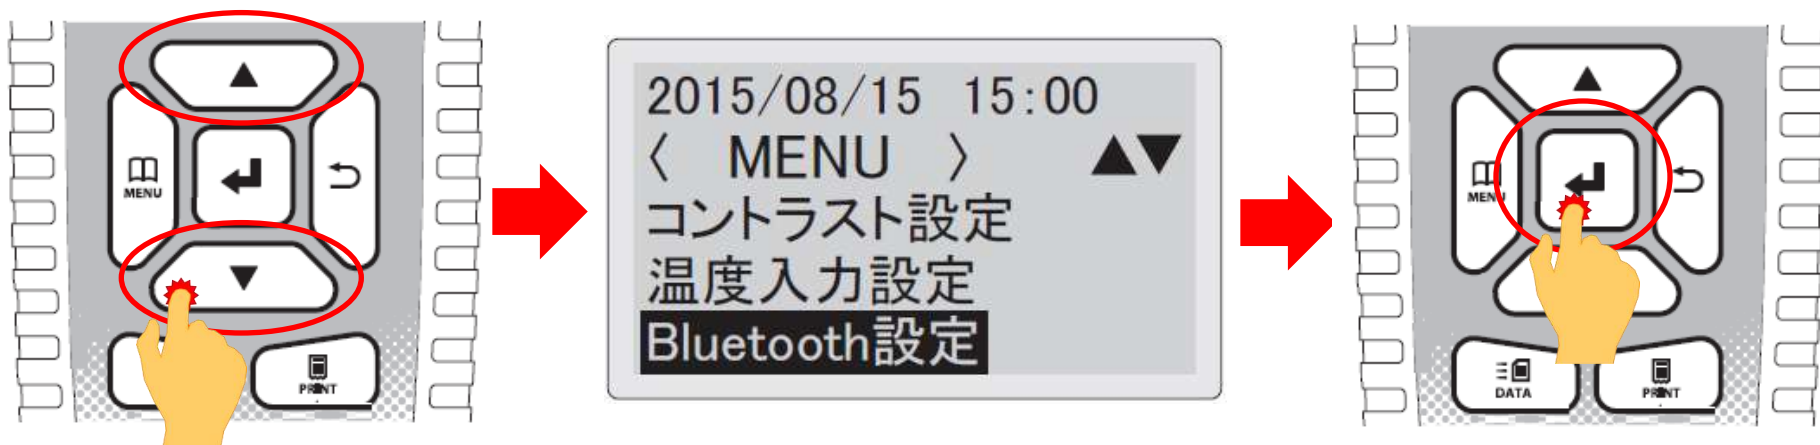 MENU
PRINT
2015/08/15 15:00
〈 MENU 〉 ▲▼
コントラスト設定
温度入力設定
Bluetooth設定
MENU
DATA
PRINT